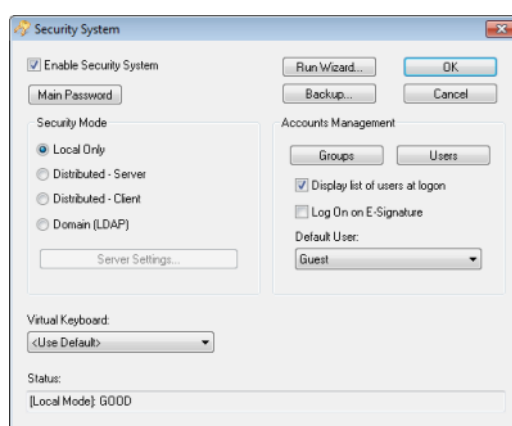 Security System
Enable Security System
Run Wizard...
OK
Main Password
Backup...
Cancel
Security Mode
Local Only
Distributed - Server
Distributed - Client
Domain (LDAP)
Server Settings...
Accounts Management
Groups
Users
Display list of users at logon
Log On on E-Signature
Default User:
Guest
Virtual Keyboard:
<Use Default>
Status:
[Local Mode]: GOOD